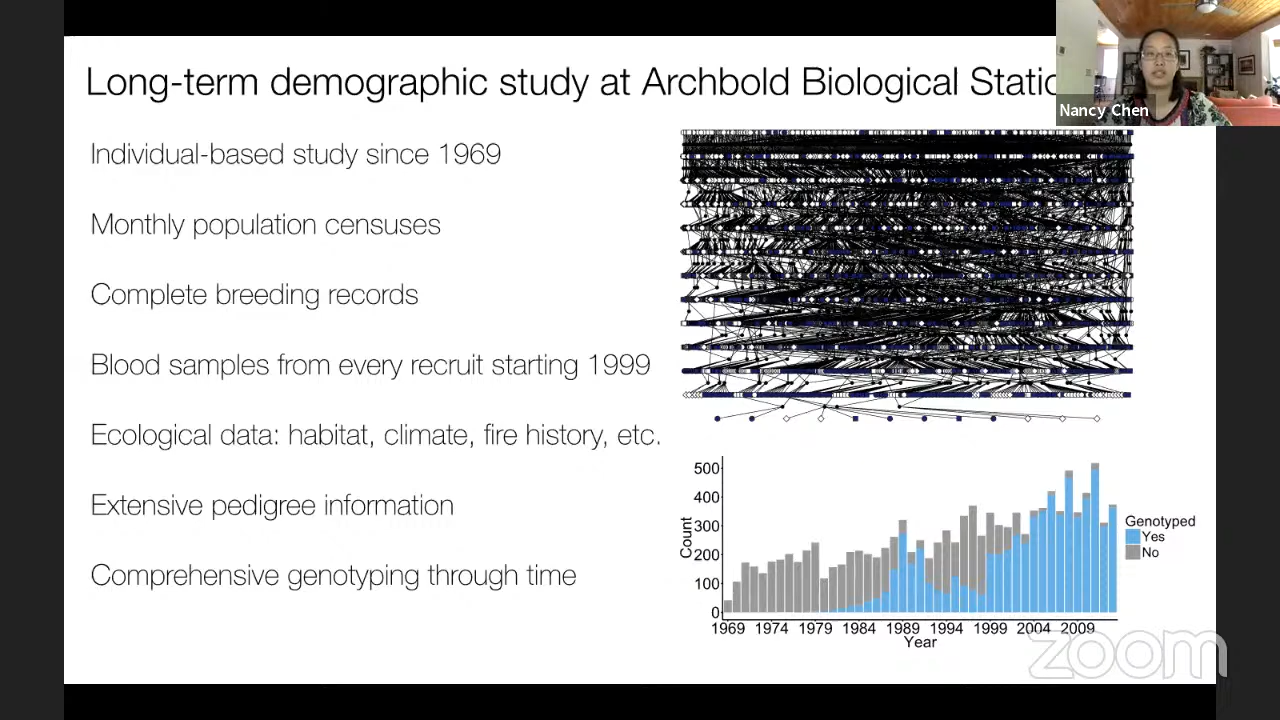 Long-term demographic study at Archbold Biological Static
Nancy Chen
Individual-based study since 1969
Monthly population censuses
Complete breeding records
Blood samples from every recruit starting 1999
Ecological data: habitat, climate, fire history, etc.
Extensive pedigree information
Comprehensive genotyping through time
500
400
300
200
100
0
Count
1969 1974 1979 1984 1989 1994 1999 2004 2009
Year
Genotyped
Yes
No
zoom